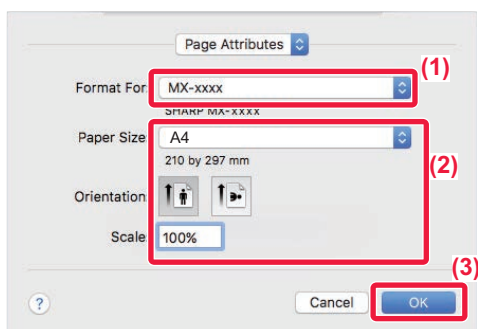 Page Attributes
(1)
Format For: MX-xxxx
SHARP MX-xxxx
Paper Size: A4
210 by 297 mm
(2)
Orientation:
Scale: 100%
(3)
? Cancel OK